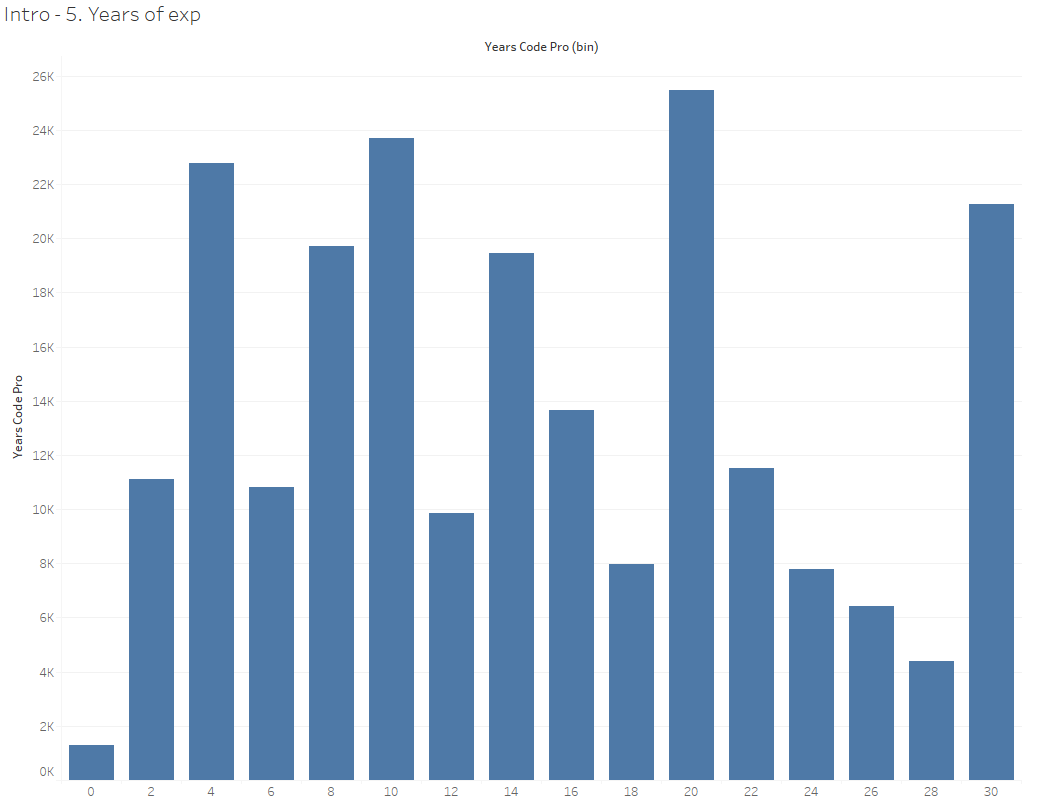 Intro - 5. Years of exp
Years Code Pro (bin)
26K
24K
22K
20K
18K
16K
14K
12K
10K
8K
6K
4K
2K
0K
Years Code Pro
0 2 4 6 8 10 12 14 16 18 20 22 24 26 28 30